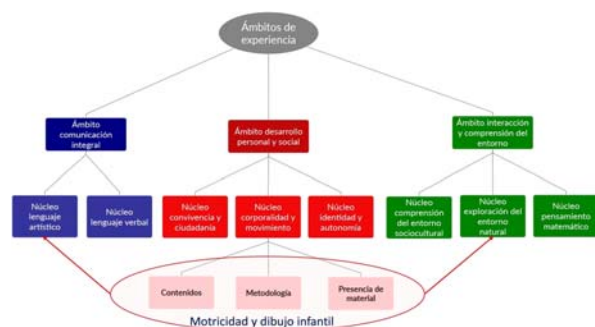 Ámbitos de
experiencia
Ámbito
comunicación
integral
Ámbito desarrollo
personal y social
Ámbito interacción
y comprensión del
entorno
Núcleo
lenguaje
artístico
Núcleo
lenguaje verbal
Núcleo
convivencia y
ciudadanía
Núcleo
corporalidad y
movimiento
Núcleo
identidad y
autonomía
Núcleo
comprensión
del entorno
sociocultural
Núcleo
exploración del
entorno
natural
Núcleo
pensamiento
matemático
Contenidos
Metodología
Presencia de
material
Motricidad y dibujo infantil